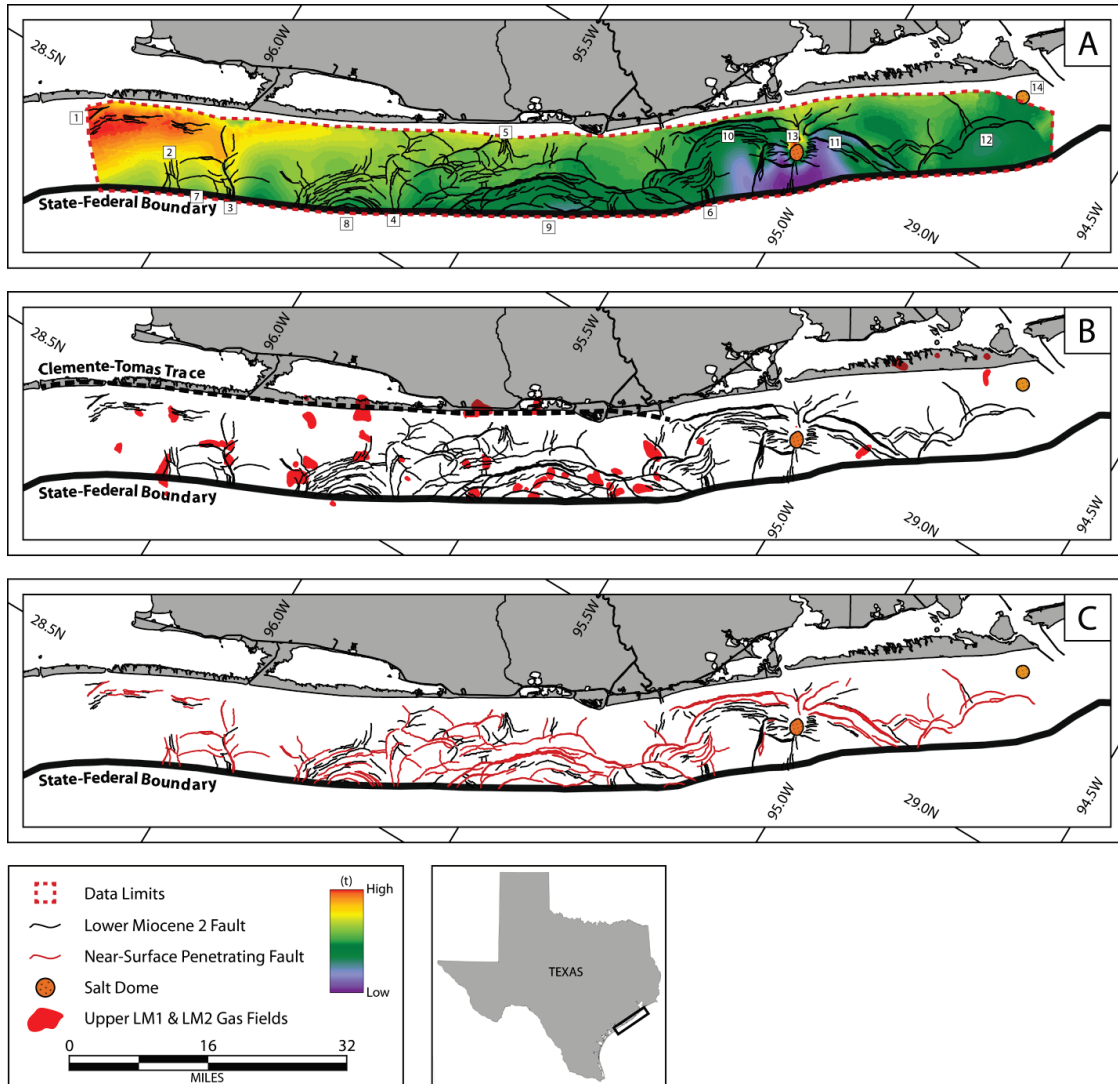 A
28.5N
96.0W
95.5W
1
2
3
4
5
6
7
8
9
10
11
12
13
14
State-Federal Boundary
95.0W
29.0N
94.5W
B
28.5N
96.0W
95.5W
Clemente-Tomas Trace
State-Federal Boundary
95.0W
29.0N
94.5W
C
28.5N
96.0W
95.5W
State-Federal Boundary
95.0W
29.0N
94.5W
Data Limits
Lower Miocene 2 Fault
Near-Surface Penetrating Fault
Salt Dome
Upper LM1 & LM2 Gas Fields
0 16 32
MILES
(t)
High
Low
TEXAS